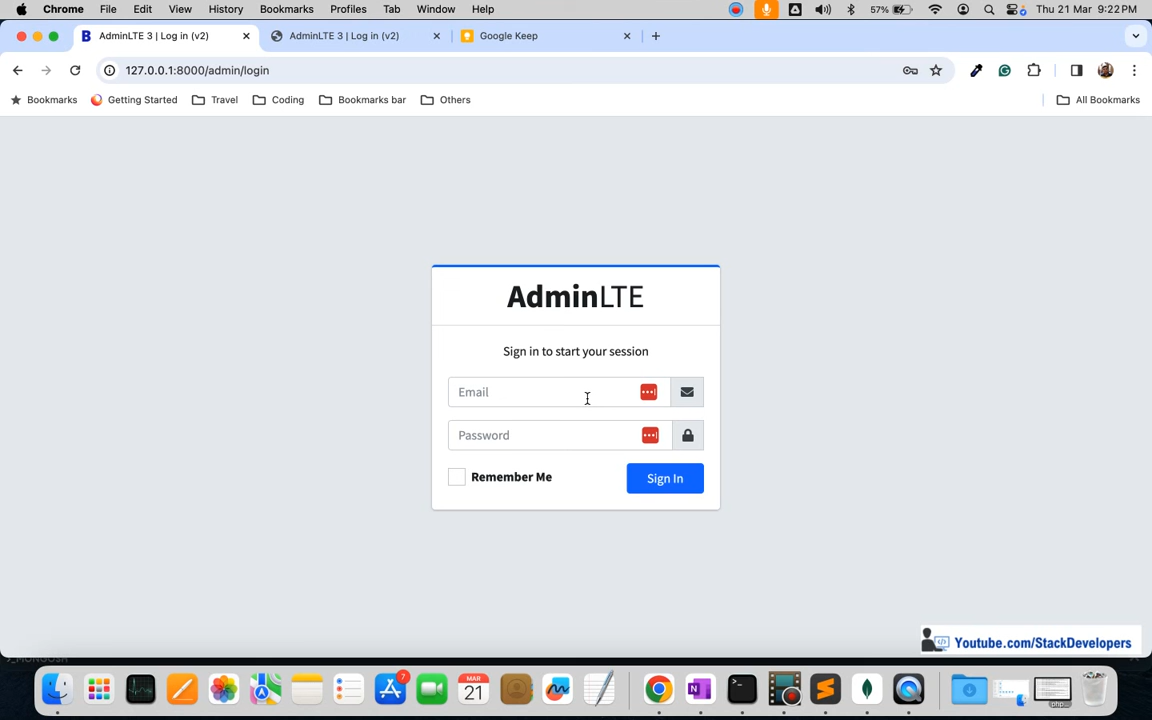 Chrome File Edit View History Bookmarks Profiles Tab Window Help 57% Thu 21 Mar 9:22PM
AdminLTE 3 | Log in (v2) AdminLTE 3 | Log in (v2) Google Keep
127.0.0.1:8000/admin/login
Bookmarks Getting Started Travel Coding Bookmarks bar Others All Bookmarks
AdminLTE
Sign in to start your session
Email
Password
Remember Me Sign In
Youtube.com/StackDevelopers
7
MAR
21